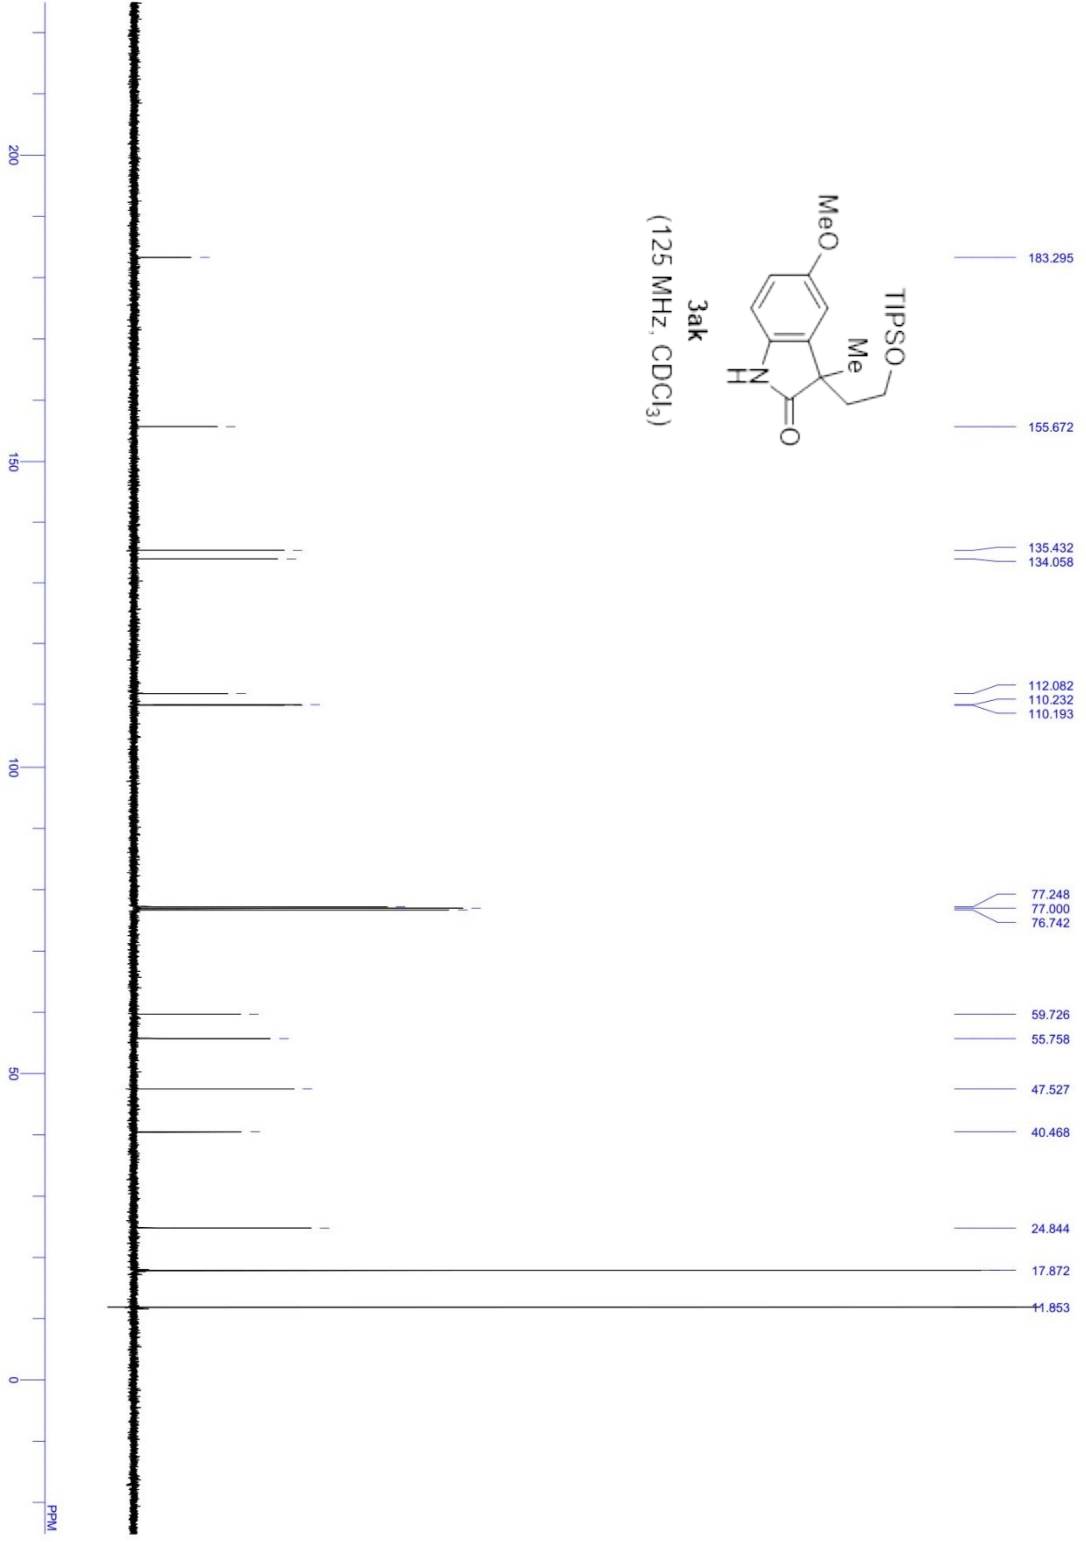 183.295
155.672
135.432
134.058
112.082
110.232
110.193
77.248
77.000
76.742
59.726
55.758
47.527
40.468
24.844
17.872
11.853
TIPSO
MeO
Me
N
H
O
3ak
(125 MHz, CDCl₃)
200
150
100
50
0
PPM